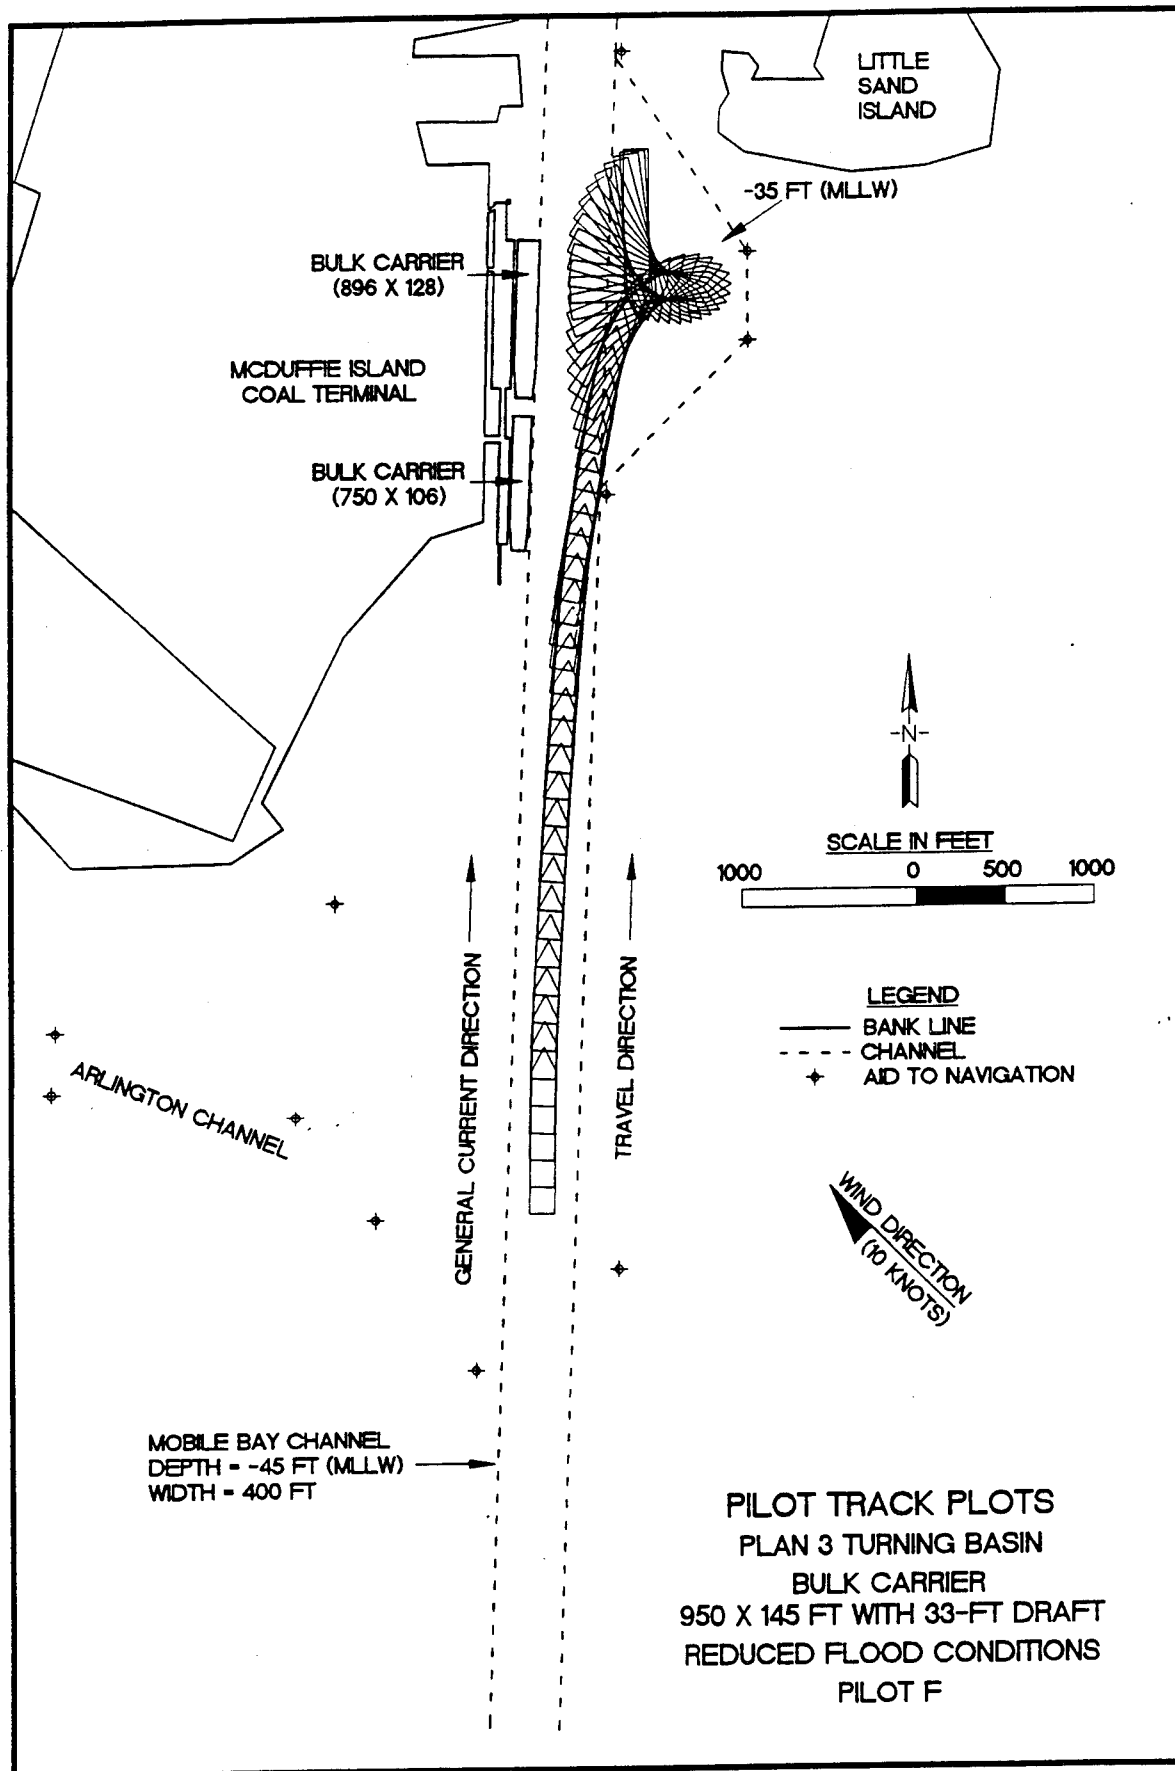 LITTLE
SAND
ISLAND
-35 FT (MLLW)
BULK CARRIER
(896 X 128)
MCDUFFIE ISLAND
COAL TERMINAL
BULK CARRIER
(750 X 106)
-N-
SCALE IN FEET
1000 0 500 1000
GENERAL CURRENT DIRECTION
TRAVEL DIRECTION
LEGEND
BANK LINE
CHANNEL
AID TO NAVIGATION
ARLINGTON CHANNEL
WIND DIRECTION
(10 KNOTS)
MOBILE BAY CHANNEL
DEPTH = -45 FT (MLLW)
WIDTH = 400 FT
PILOT TRACK PLOTS
PLAN 3 TURNING BASIN
BULK CARRIER
950 X 145 FT WITH 33-FT DRAFT
REDUCED FLOOD CONDITIONS
PILOT F